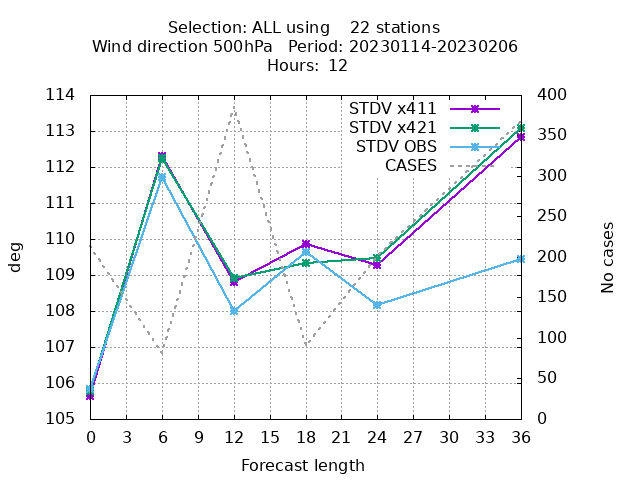 Selection: ALL using    22 stations
Wind direction 500hPa   Period: 20230114-20230206
Hours: 12
114
113
112
111
110
109
108
107
106
105
deg
400
350
300
250
200
150
100
50
0
No cases
STDV x411
STDV x421
STDV OBS
CASES
0 3 6 9 12 15 18 21 24 27 30 33 36
Forecast length